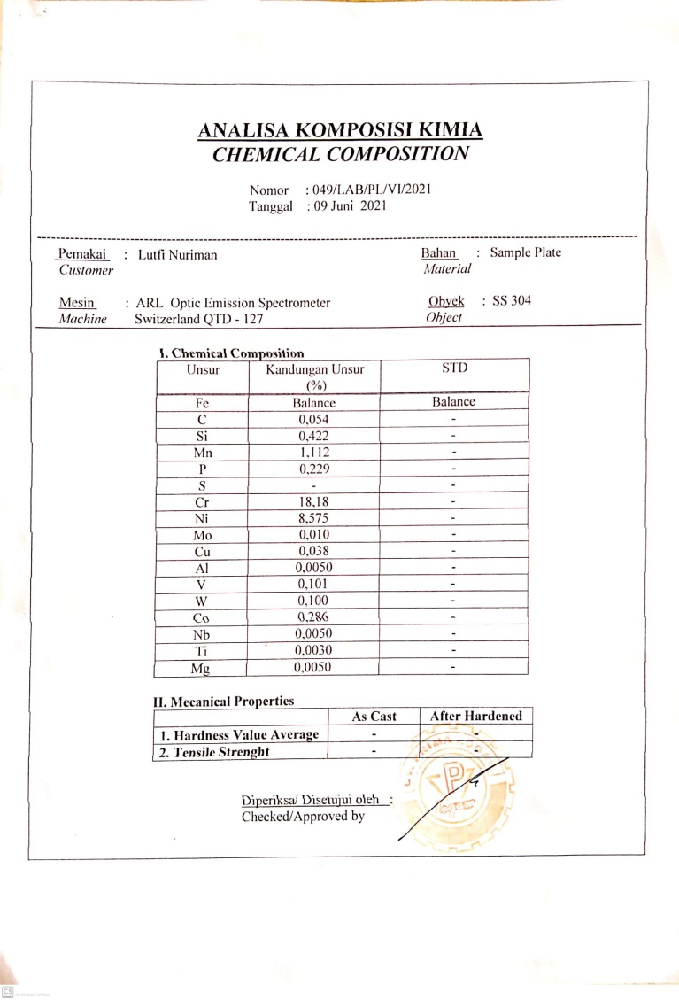 ANALISA KOMPOSISI KIMIA
CHEMICAL COMPOSITION
Nomor : 049/LAB/PL/VI/2021
Tanggal : 09 Juni 2021
Pemakai : Lutfi Nuriman Bahan : Sample Plate
Customer Material
Mesin : ARL Optic Emission Spectrometer Obyek : SS 304
Machine Switzerland QTD - 127 Object
I. Chemical Composition
Unsur Kandungan Unsur STD
(%)
Fe Balance Balance
C 0,054 -
Si 0,422 -
Mn 1,112 -
P 0,229 -
S - -
Cr 18,18 -
Ni 8,575 -
Mo 0,010 -
Cu 0,038 -
Al 0,0050 -
V 0,101 -
W 0,100 -
Co 0,286 -
Nb 0,0050 -
Ti 0,0030 -
Mg 0,0050 -
II. Mecanical Properties
As Cast After Hardened
1. Hardness Value Average - -
2. Tensile Strenght - -
Diperiksa/ Disetujui oleh :
Checked/Approved by
P
CS